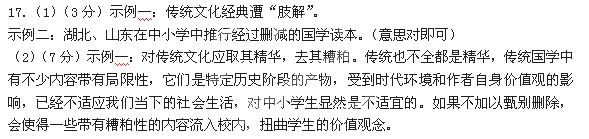 17.(1)(3分)示例一：传统文化经典遭“肢解”。
示例二：湖北、山东在中小学中推行经过删减的国学读本。(意思对即可)
(2)(7分)示例一：对传统文化应取其精华，去其糟粕。传统也不全都是精华，传统国学中
有不少内容带有局限性，它们是特定历史阶段的产物，受到时代环境和作者自身价值观的影
响，已经不适应我们当下的社会生活，对中小学生显然是不适宜的。如果不加以甄别删除，
会使得一些带有糟粕性的内容流入校内，扭曲学生的价值观念。